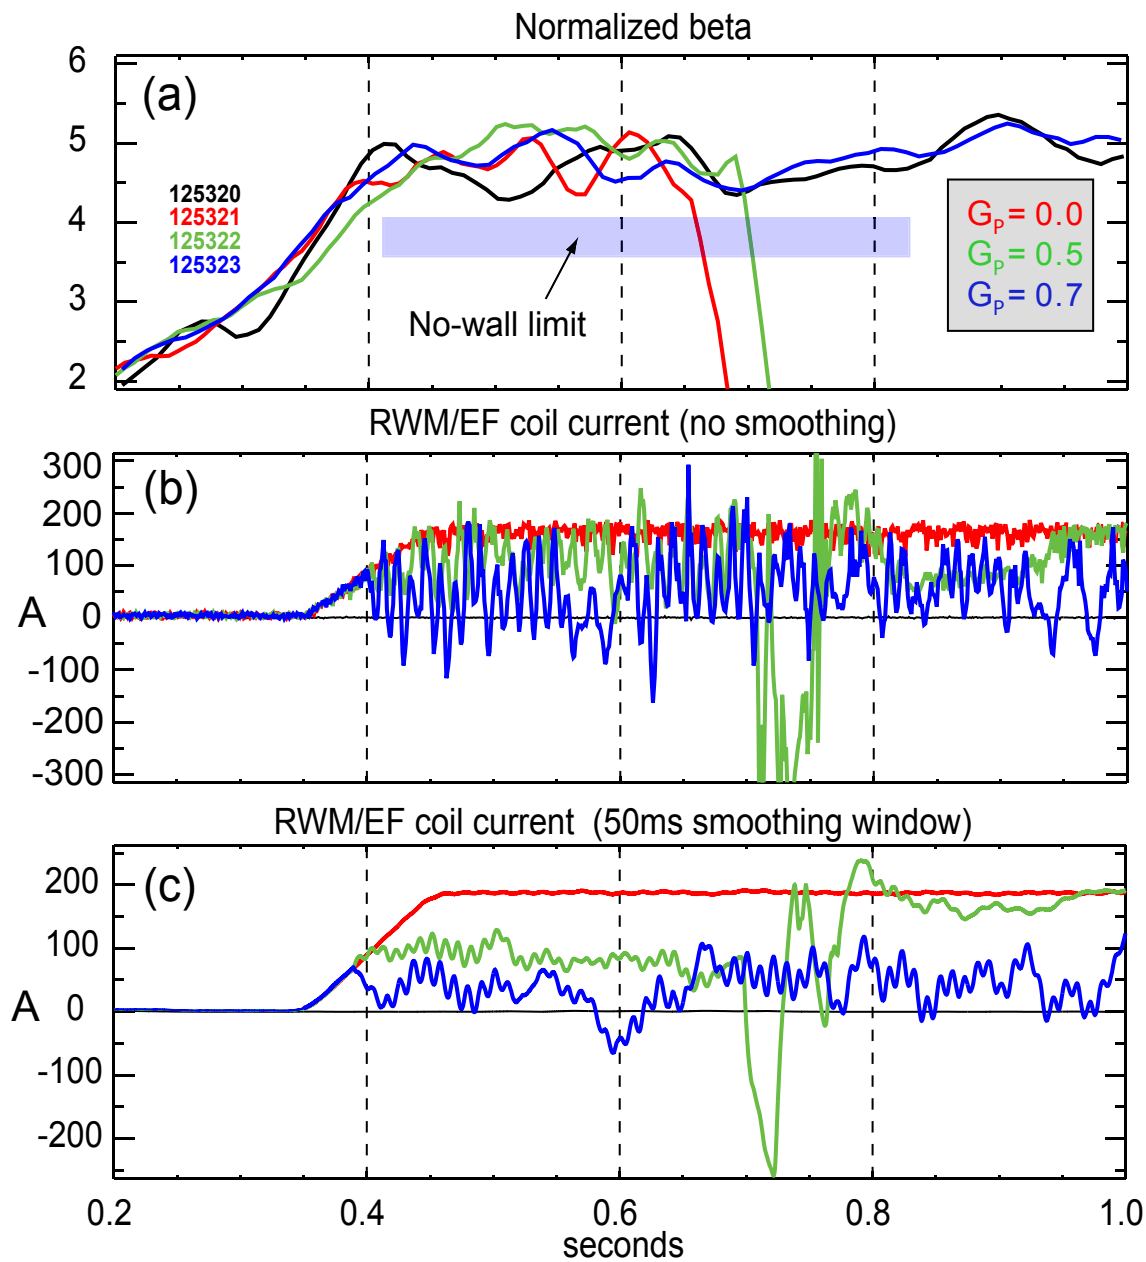 Normalized beta
6
5
4
3
2
(a)
125320
125321
125322
125323
No-wall limit
G_P = 0.0
G_P = 0.5
G_P = 0.7
RWM/EF coil current (no smoothing)
300
200
100
0
-100
-200
-300
A
(b)
RWM/EF coil current (50ms smoothing window)
200
100
0
-100
-200
A
(c)
0.2 0.4 0.6 0.8 1.0
seconds